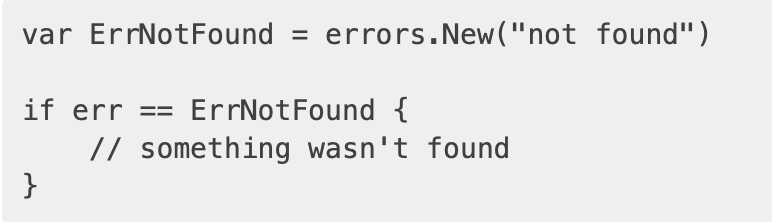 var ErrNotFound = errors.New("not found")

if err == ErrNotFound {
    // something wasn't found
}